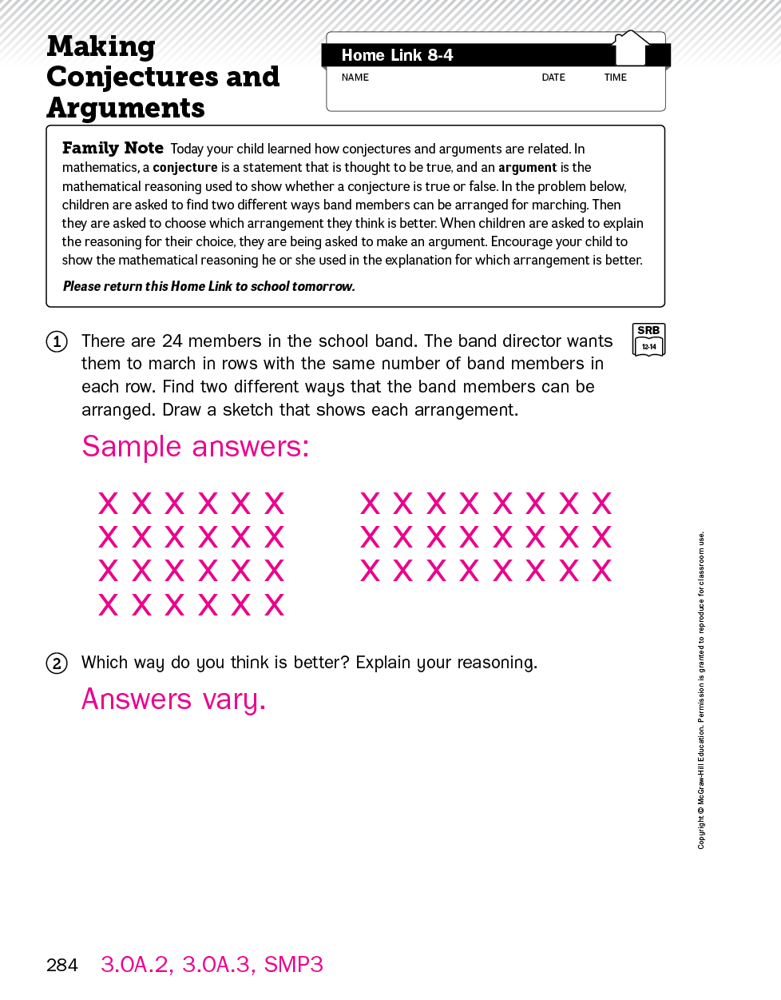 Making
Conjectures and
Arguments
Home Link 8-4
NAME DATE TIME
Family Note Today your child learned how conjectures and arguments are related. In
mathematics, a conjecture is a statement that is thought to be true, and an argument is the
mathematical reasoning used to show whether a conjecture is true or false. In the problem below,
children are asked to find two different ways band members can be arranged for marching. Then
they are asked to choose which arrangement they think is better. When children are asked to explain
the reasoning for their choice, they are being asked to make an argument. Encourage your child to
show the mathematical reasoning he or she used in the explanation for which arrangement is better.
Please return this Home Link to school tomorrow.
1 There are 24 members in the school band. The band director wants
them to march in rows with the same number of band members in
each row. Find two different ways that the band members can be
arranged. Draw a sketch that shows each arrangement.
SRB
12-14
Sample answers:
X X X X X X X X X X X X X X
X X X X X X X X X X X X X X
X X X X X X X X X X X X X X
X X X X X X
2 Which way do you think is better? Explain your reasoning.
Answers vary.
Copyright © McGraw-Hill Education. Permission is granted to reproduce for classroom use.
284 3.OA.2, 3.OA.3, SMP3